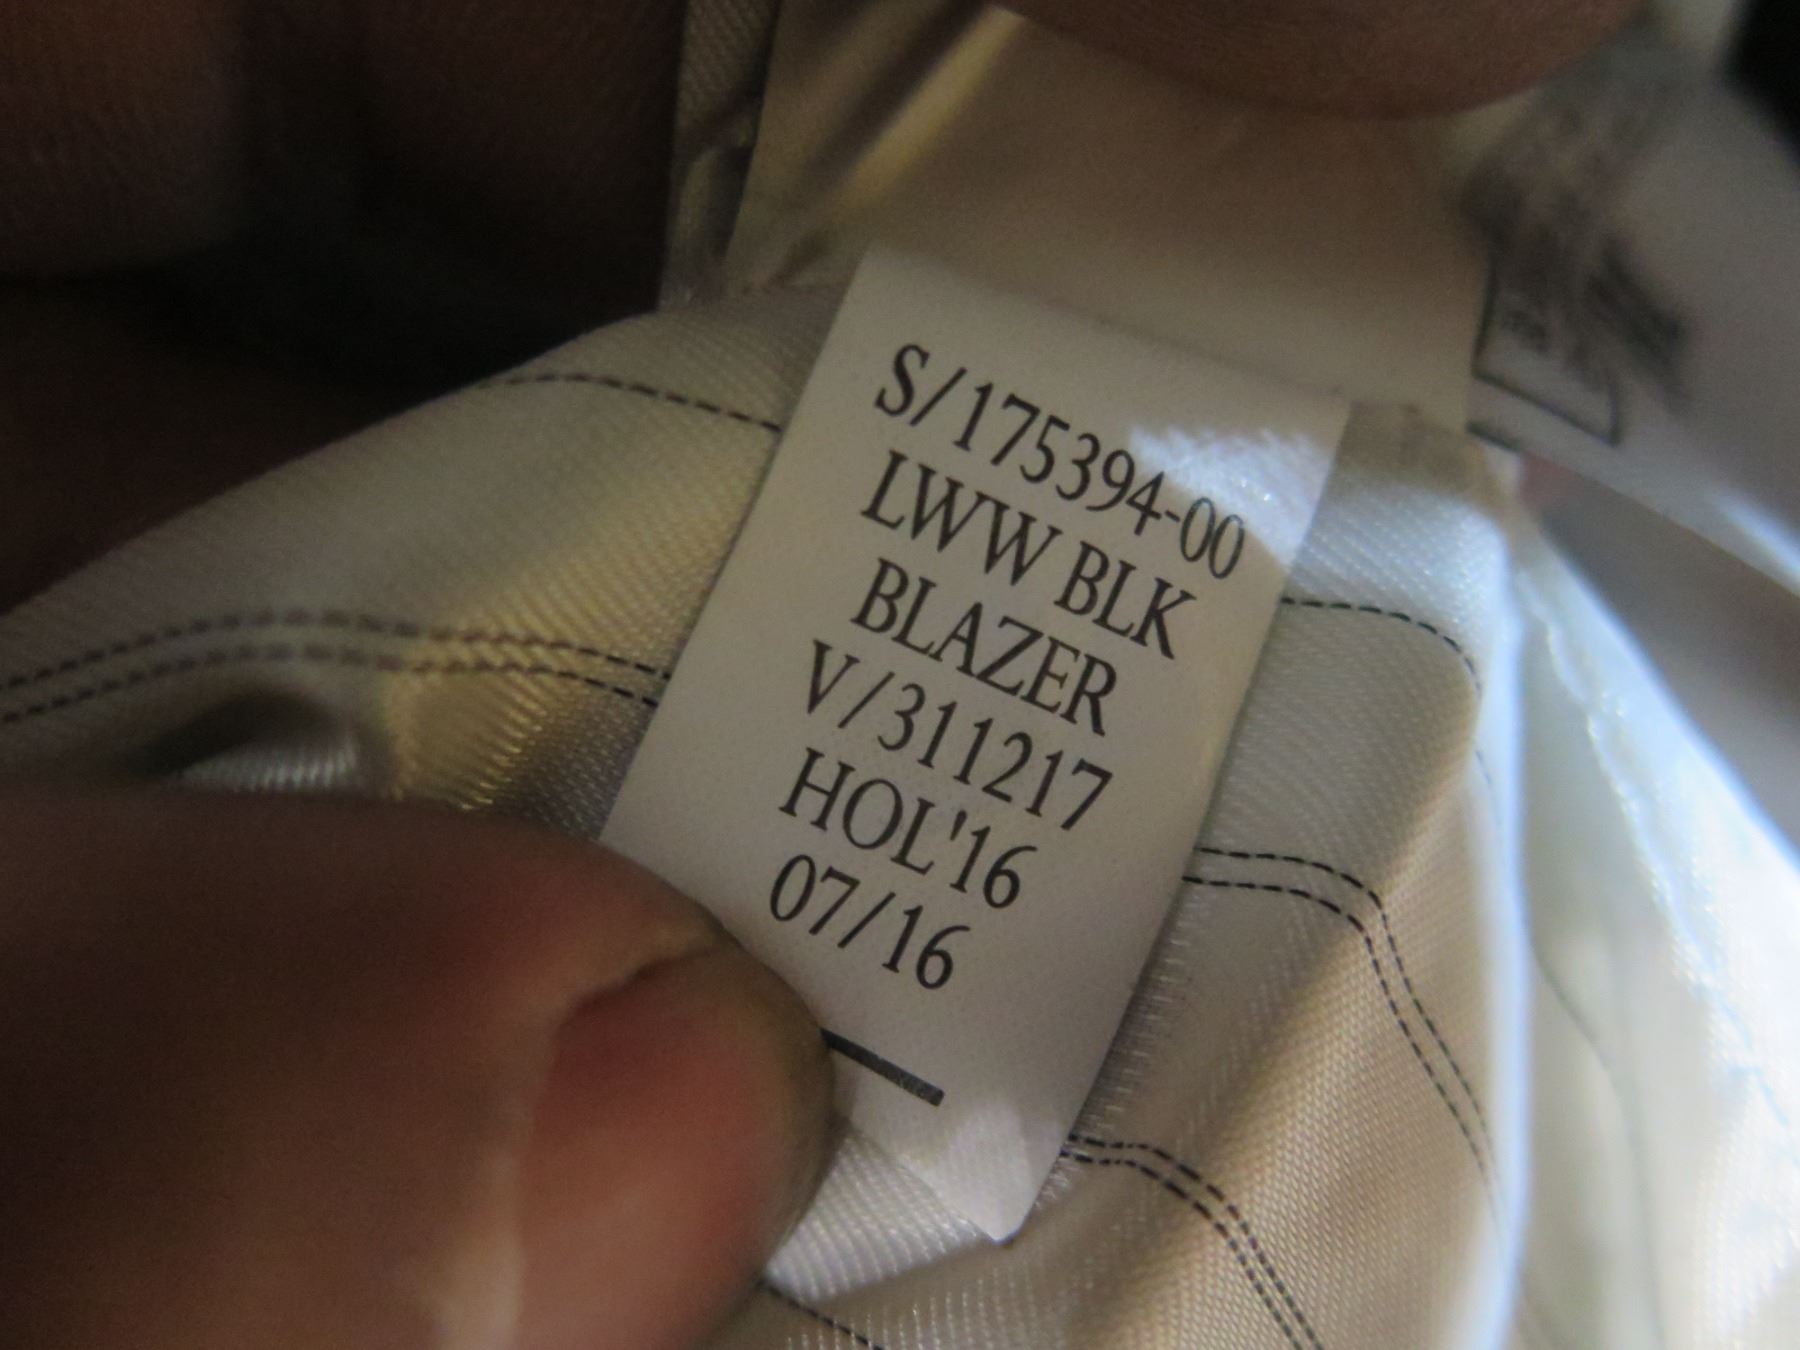 S/175394-00
LWW BLK
BLAZER
V/311217
HOL'16
07/16